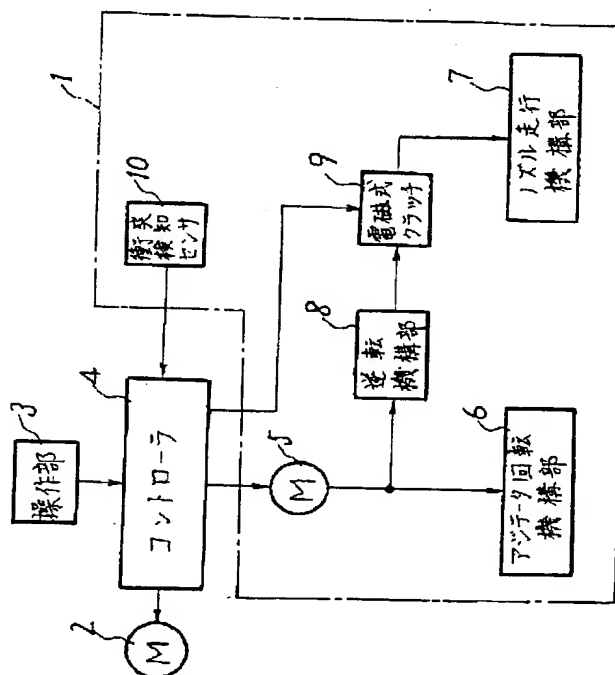 1
10
衝突
検知
センサ
3
操作部
4
コントローラ
2
M
5
M
9
電磁式
クラッチ
8
逆転
機構部
7
ノズル走行
機構部
6
アジテータ回転
機構部